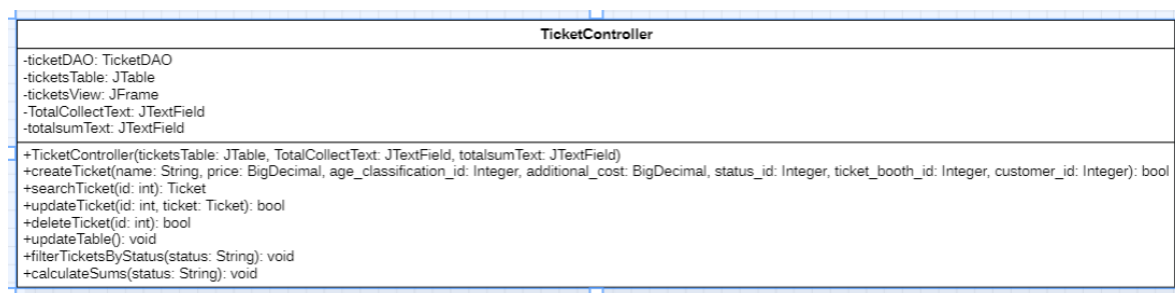 TicketController
-ticketDAO: TicketDAO
-ticketsTable: JTable
-ticketsView: JFrame
-TotalCollectText: JTextField
-totalsumText: JTextField
+TicketController(ticketsTable: JTable, TotalCollectText: JTextField, totalsumText: JTextField)
+createTicket(name: String, price: BigDecimal, age_classification_id: Integer, additional_cost: BigDecimal, status_id: Integer, ticket_booth_id: Integer, customer_id: Integer): bool
+searchTicket(id: int): Ticket
+updateTicket(id: int, ticket: Ticket): bool
+deleteTicket(id: int): bool
+updateTable(): void
+filterTicketsByStatus(status: String): void
+calculateSums(status: String): void